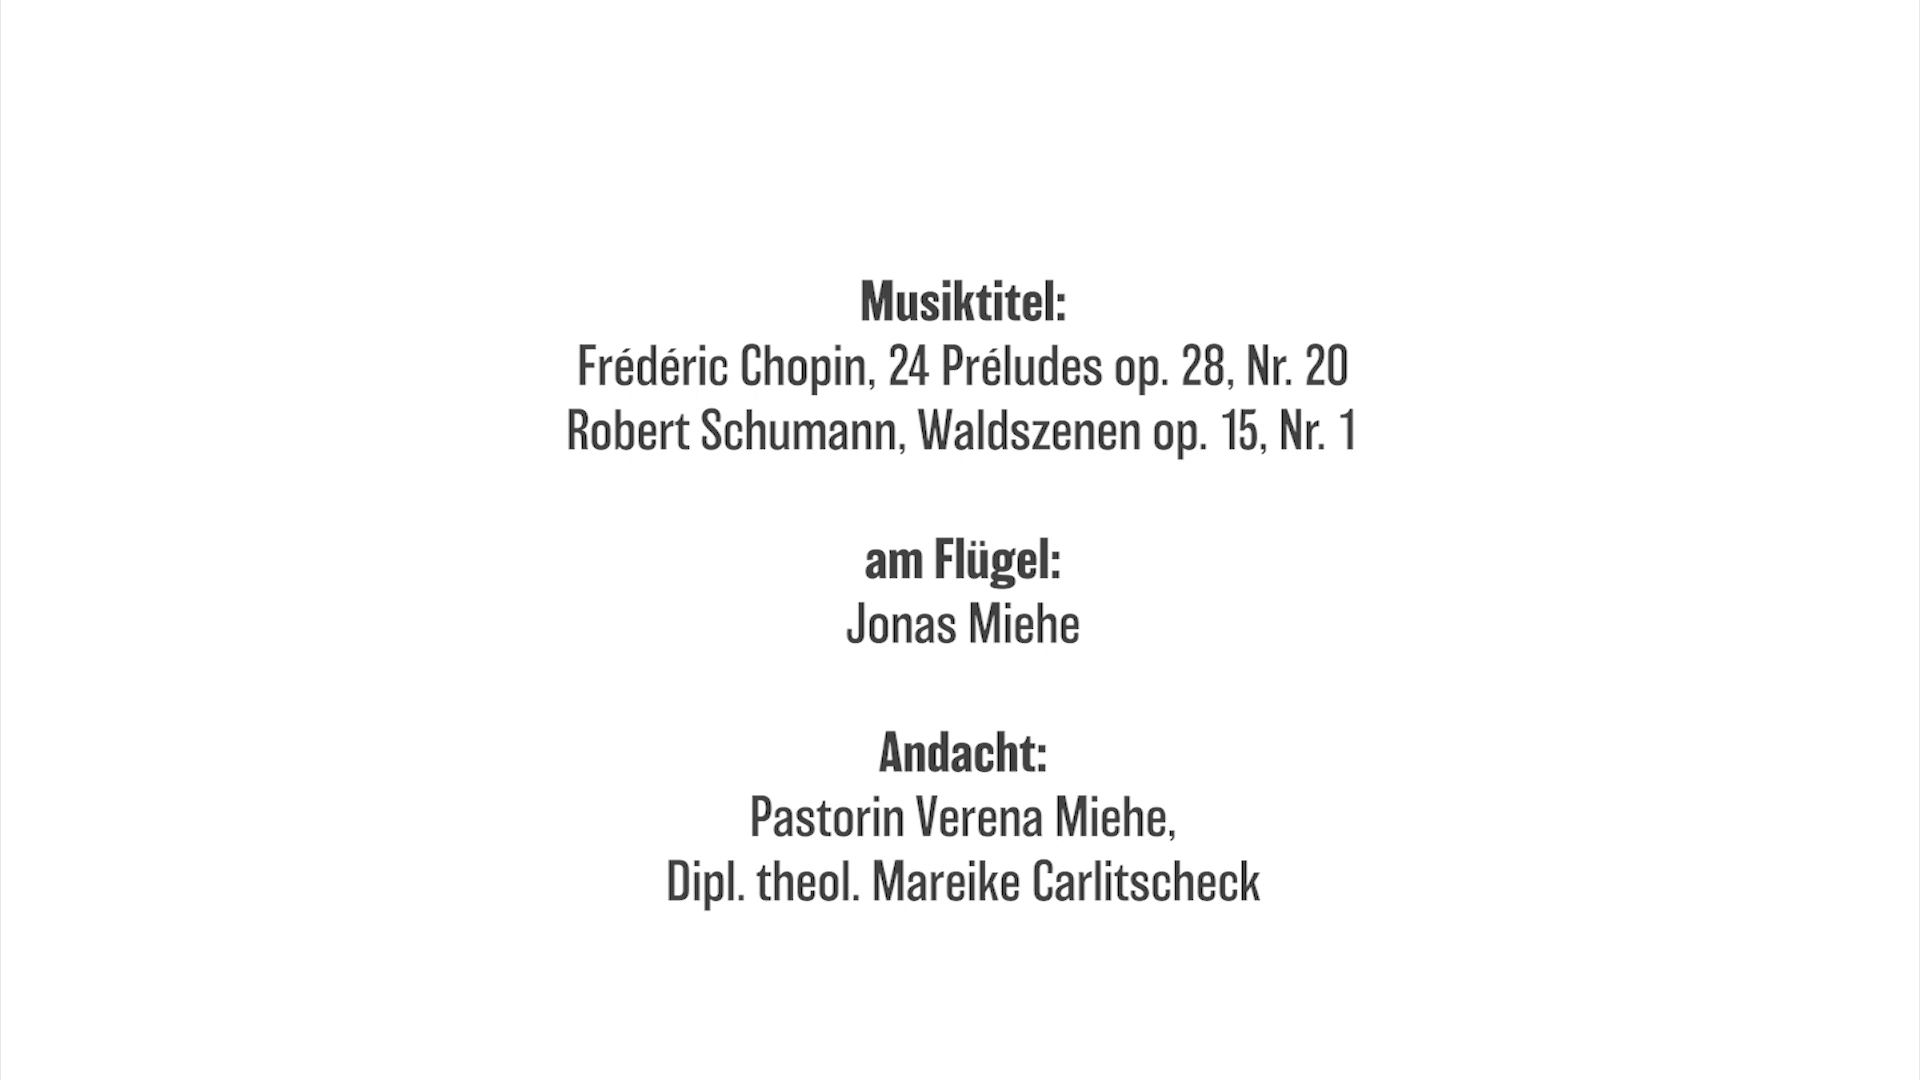 Musiktitel:
Frédéric Chopin, 24 Préludes op. 28, Nr. 20
Robert Schumann, Waldszenen op. 15, Nr. 1
am Flügel:
Jonas Miehe
Andacht:
Pastorin Verena Miehe,
Dipl. theol. Mareike Carlitscheck